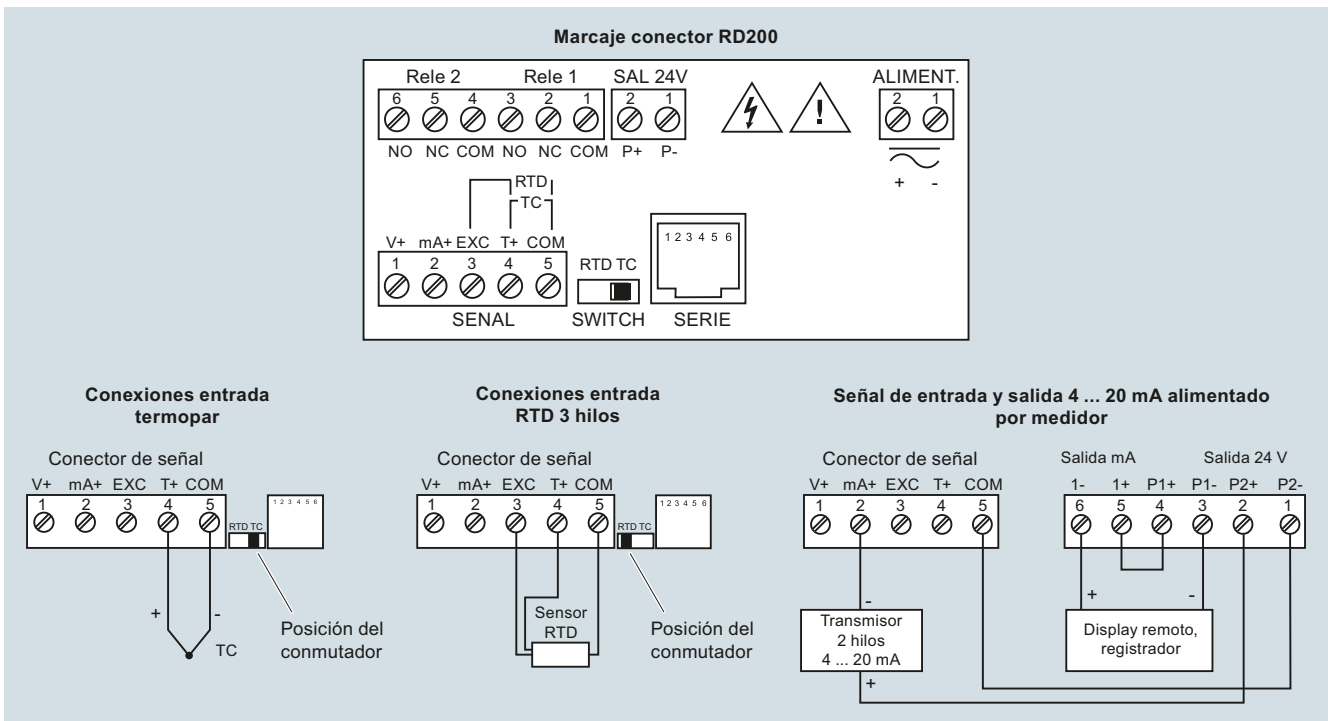 Marcaje conector RD200
Rele 2 Rele 1 SAL 24V ALIMENT.
6 5 4 3 2 1 2 1 2 1
NO NC COM NO NC COM P+ P-
+ -
RTD
TC
V+ mA+ EXC T+ COM
1 2 3 4 5
RTD TC
1 2 3 4 5 6
SENAL SWITCH SERIE
Conexiones entrada
termopar
Conector de señal
V+ mA+ EXC T+ COM
1 2 3 4 5
RTD TC
1 2 3 4 5 6
+ -
TC
Posición del
conmutador
Conexiones entrada
RTD 3 hilos
Conector de señal
V+ mA+ EXC T+ COM
1 2 3 4 5
RTD TC
1 2 3 4 5 6
Sensor
RTD
Posición del
conmutador
Señal de entrada y salida 4 ... 20 mA alimentado
por medidor
Conector de señal
V+ mA+ EXC T+ COM
1 2 3 4 5
Salida mA Salida 24 V
1- 1+ P1+ P1- P2+ P2-
6 5 4 3 2 1
-
Transmisor
2 hilos
4 ... 20 mA
+
+ -
Display remoto,
registrador